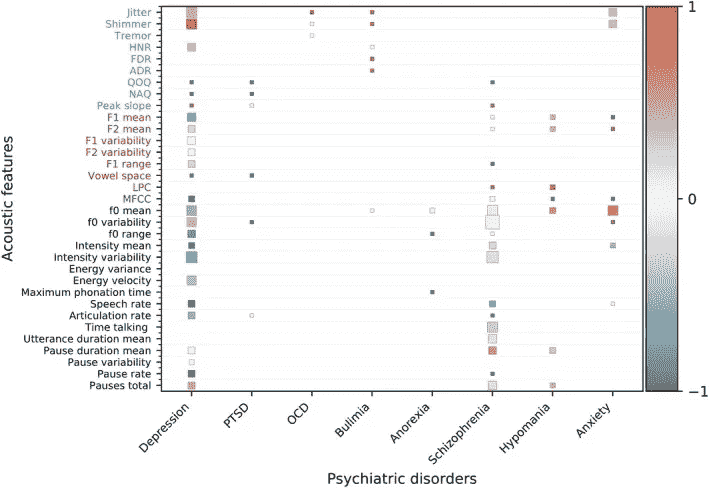 Acoustic features
Jitter
Shimmer
Tremor
HNR
FDR
ADR
QOQ
NAQ
Peak slope
F1 mean
F2 mean
F1 variability
F2 variability
F1 range
Vowel space
LPC
MFCC
f0 mean
f0 variability
f0 range
Intensity mean
Intensity variability
Energy variance
Energy velocity
Maximum phonation time
Speech rate
Articulation rate
Time talking
Utterance duration mean
Pause duration mean
Pause variability
Pause rate
Pauses total
Depression
PTSD
OCD
Bulimia
Anorexia
Schizophrenia
Hypomania
Anxiety
Psychiatric disorders
1
0
−1